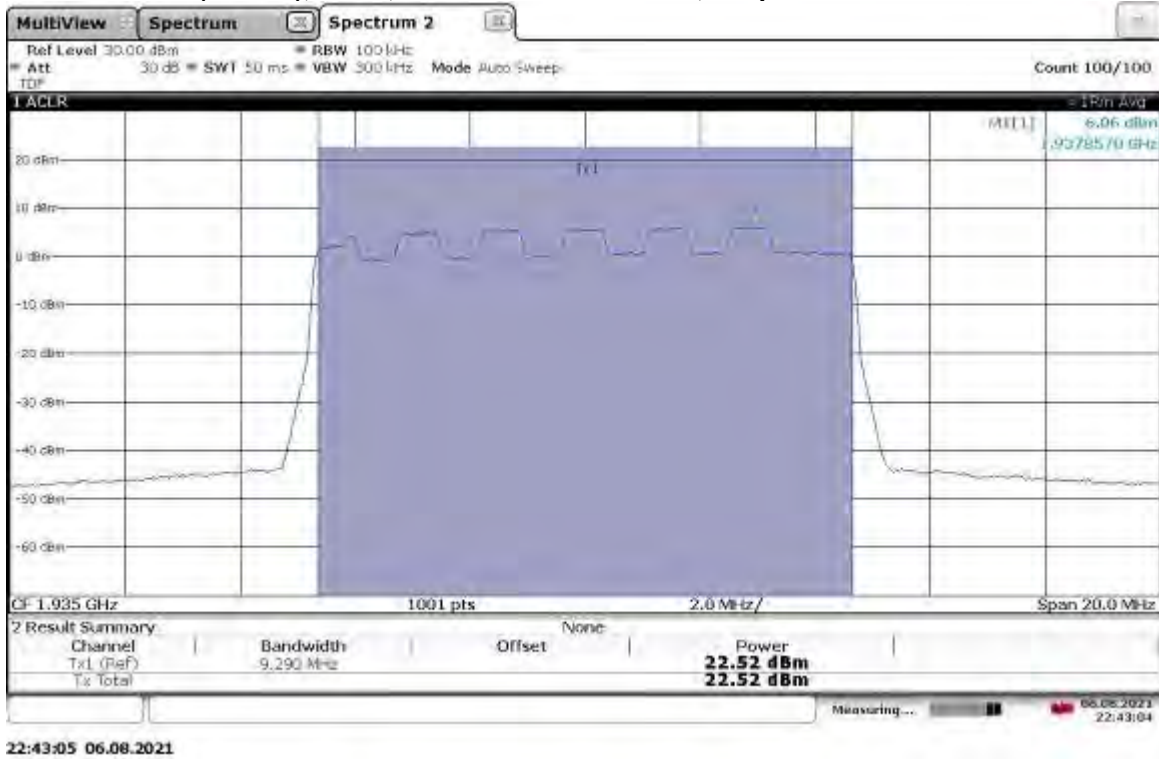 MultiView Spectrum Spectrum 2
Ref Level 30.00 dBm RBW 100 kHz
Att 30 dB SWT 50 ms VBW 300 kHz Mode Auto Sweep Count 100/100
TDF
1 ACLR 1Rm Avg
M1[1] 6.06 dBm
1.9378570 GHz
20 dBm
Tx1
10 dBm
0 dBm
-10 dBm
-20 dBm
-30 dBm
-40 dBm
-50 dBm
-60 dBm
CF 1.935 GHz 1001 pts 2.0 MHz/ Span 20.0 MHz
2 Result Summary None
Channel Bandwidth Offset Power
Tx1 (Ref) 9.290 MHz 22.52 dBm
Tx Total 22.52 dBm
Measuring... 06.08.2021
22:43:04
22:43:05 06.08.2021